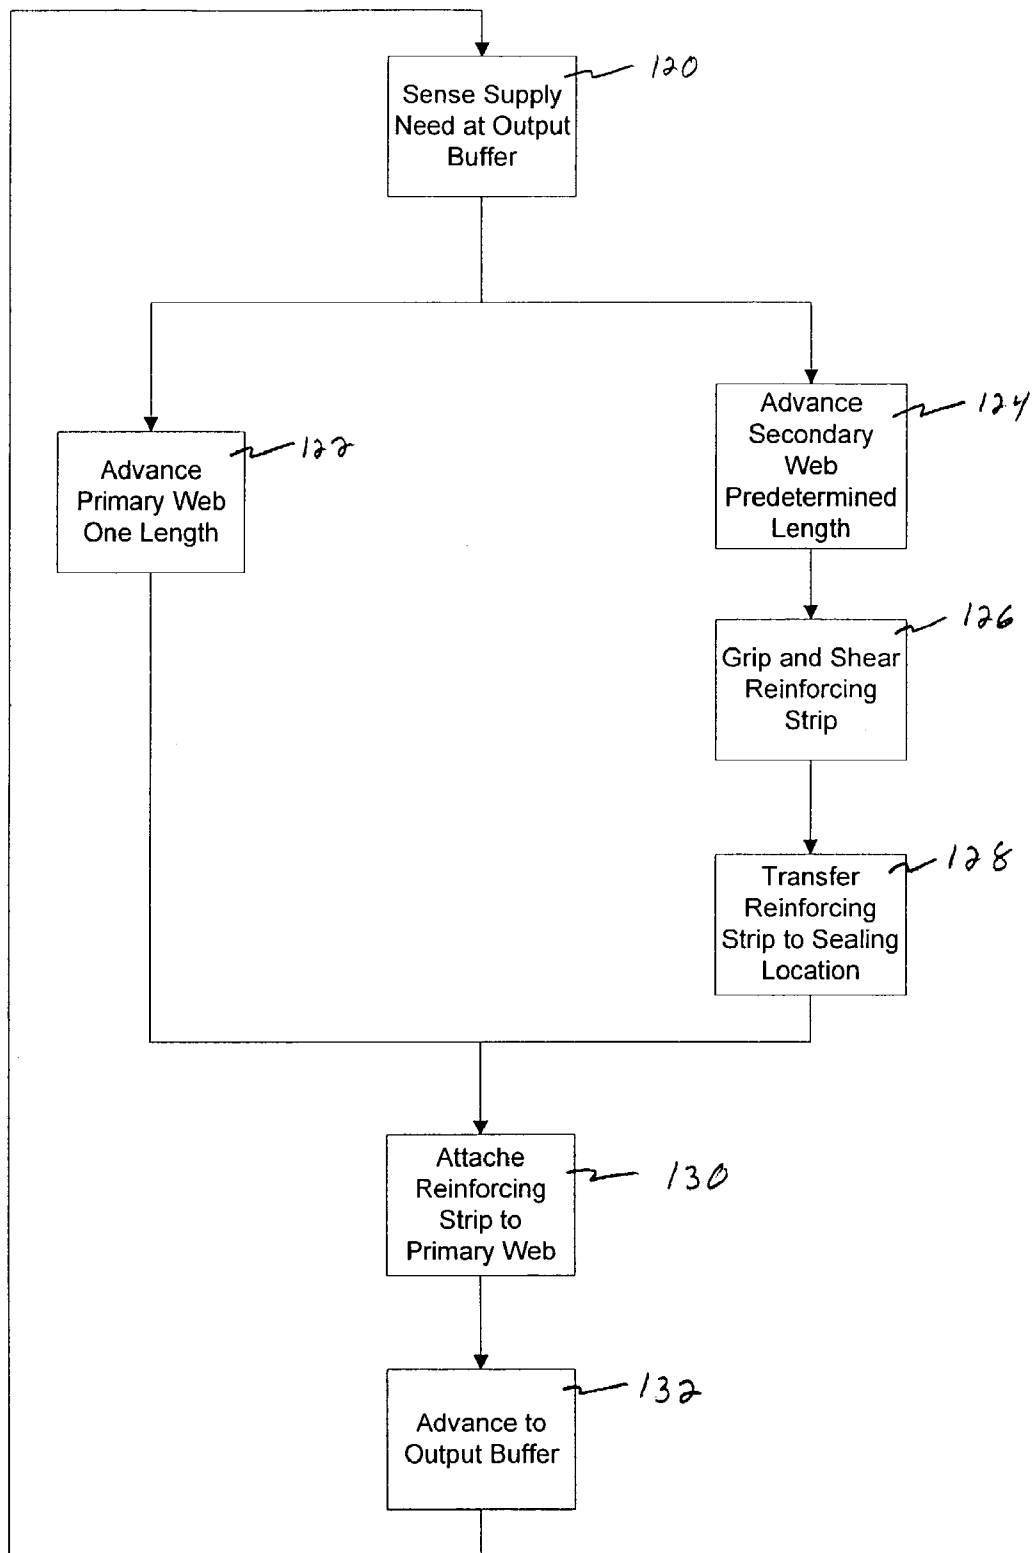 120
Sense Supply
Need at Output
Buffer
124
Advance
Secondary
Web
Predetermined
Length
122
Advance
Primary Web
One Length
126
Grip and Shear
Reinforcing
Strip
128
Transfer
Reinforcing
Strip to Sealing
Location
130
Attache
Reinforcing
Strip to
Primary Web
132
Advance to
Output Buffer